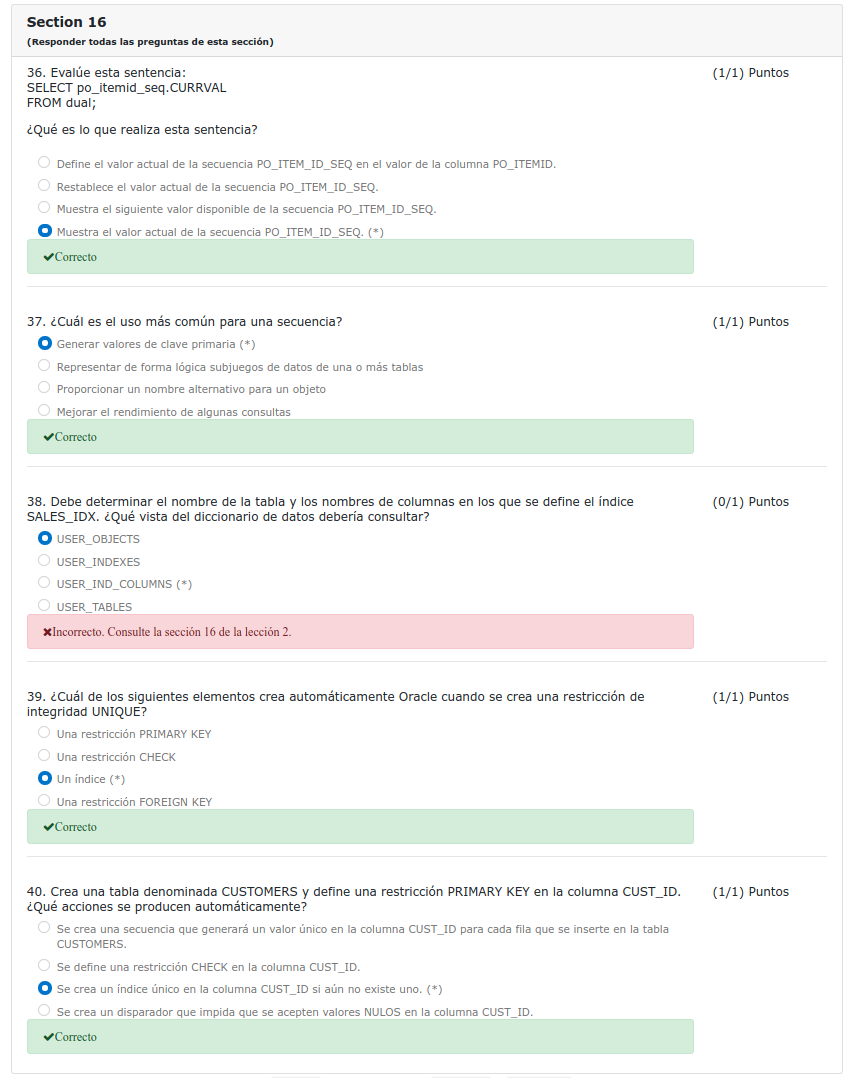 Section 16
(Responder todas las preguntas de esta sección)
36. Evalúe esta sentencia: (1/1) Puntos
SELECT po_itemid_seq.CURRVAL
FROM dual;
¿Qué es lo que realiza esta sentencia?
Define el valor actual de la secuencia PO_ITEM_ID_SEQ en el valor de la columna PO_ITEMID.
Restablece el valor actual de la secuencia PO_ITEM_ID_SEQ.
Muestra el siguiente valor disponible de la secuencia PO_ITEM_ID_SEQ.
Muestra el valor actual de la secuencia PO_ITEM_ID_SEQ. (*)
Correcto
37. ¿Cuál es el uso más común para una secuencia? (1/1) Puntos
Generar valores de clave primaria (*)
Representar de forma lógica subjuegos de datos de una o más tablas
Proporcionar un nombre alternativo para un objeto
Mejorar el rendimiento de algunas consultas
Correcto
38. Debe determinar el nombre de la tabla y los nombres de columnas en los que se define el índice (0/1) Puntos
SALES_IDX. ¿Qué vista del diccionario de datos debería consultar?
USER_OBJECTS
USER_INDEXES
USER_IND_COLUMNS (*)
USER_TABLES
Incorrecto. Consulte la sección 16 de la lección 2.
39. ¿Cuál de los siguientes elementos crea automáticamente Oracle cuando se crea una restricción de (1/1) Puntos
integridad UNIQUE?
Una restricción PRIMARY KEY
Una restricción CHECK
Un índice (*)
Una restricción FOREIGN KEY
Correcto
40. Crea una tabla denominada CUSTOMERS y define una restricción PRIMARY KEY en la columna CUST_ID. (1/1) Puntos
¿Qué acciones se producen automáticamente?
Se crea una secuencia que generará un valor único en la columna CUST_ID para cada fila que se inserte en la tabla
CUSTOMERS.
Se define una restricción CHECK en la columna CUST_ID.
Se crea un índice único en la columna CUST_ID si aún no existe uno. (*)
Se crea un disparador que impida que se acepten valores NULOS en la columna CUST_ID.
Correcto